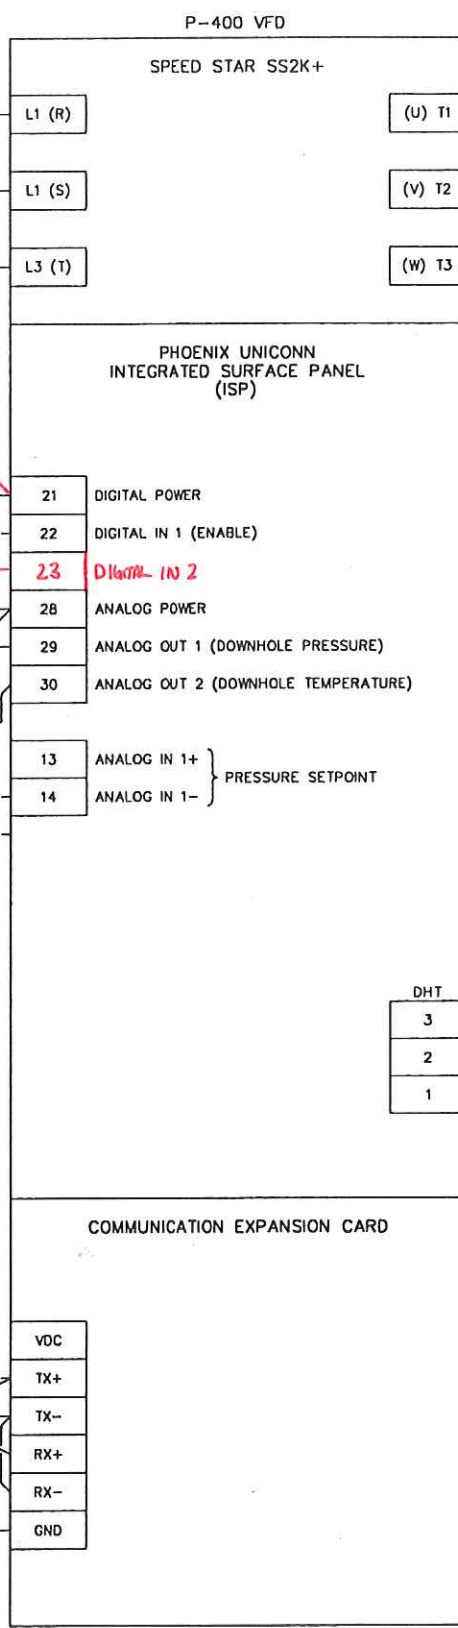 P-400 VFD
SPEED STAR SS2K+
L1 (R)
(U) T1
L1 (S)
(V) T2
L3 (T)
(W) T3
PHOENIX UNICONN
INTEGRATED SURFACE PANEL
(ISP)
21 DIGITAL POWER
22 DIGITAL IN 1 (ENABLE)
23 DIGITAL IN 2
28 ANALOG POWER
29 ANALOG OUT 1 (DOWNHOLE PRESSURE)
30 ANALOG OUT 2 (DOWNHOLE TEMPERATURE)
13 ANALOG IN 1+
PRESSURE SETPOINT
14 ANALOG IN 1-
DHT
3
2
1
COMMUNICATION EXPANSION CARD
VDC
TX+
TX-
RX+
RX-
GND